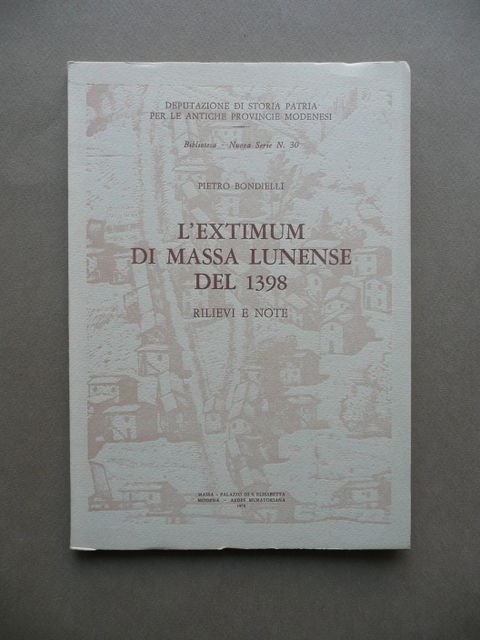 DEPUTAZIONE DI STORIA PATRIA
PER LE ANTICHE PROVINCIE MODENESI
Biblioteca - Nuova Serie N. 30
PIETRO BONDIELLI
L'EXTIMUM
DI MASSA LUNENSE
DEL 1398
RILIEVI E NOTE
MASSA - PALAZZO DI S. ELISABETTA
MODENA - AEDES MURATORIANA